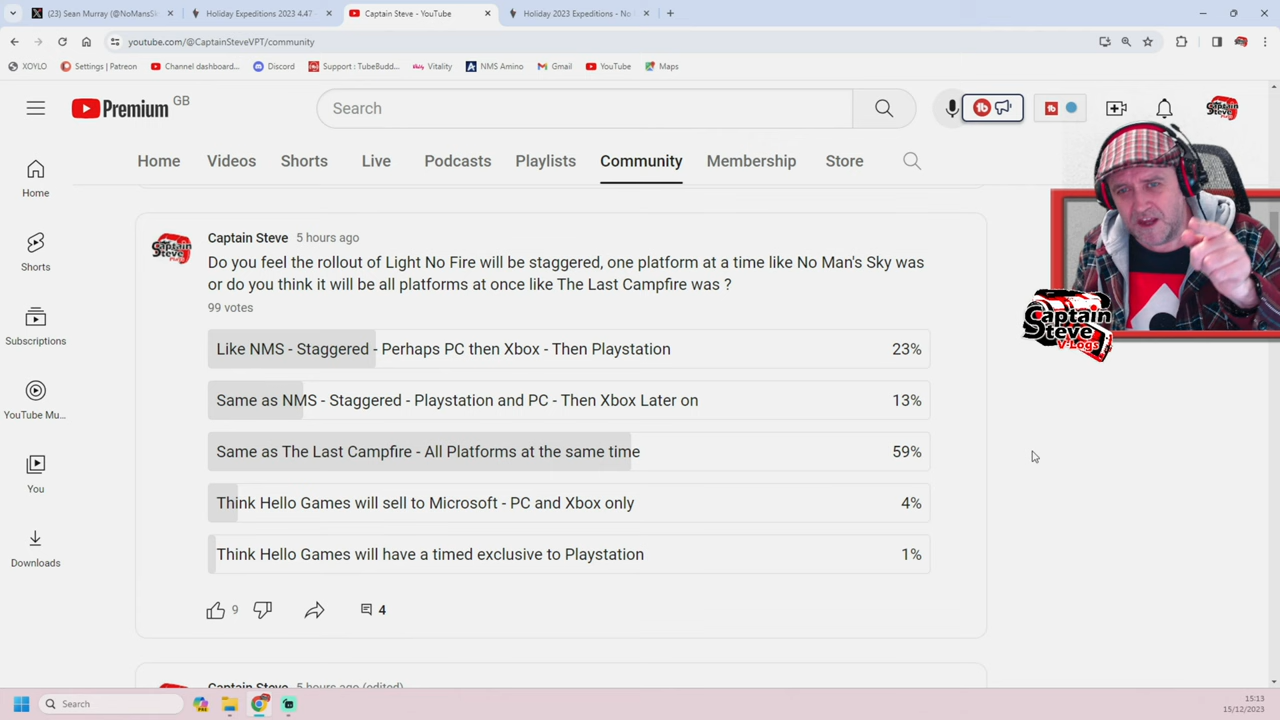 (23) Sean Murray (@NoMansS
Holiday Expeditions 2023 4.47 -
Captain Steve - YouTube
Holiday 2023 Expeditions - No
youtube.com/@CaptainSteveVPT/community
XOYLO
Settings | Patreon
Channel dashboard...
Discord
Support : TubeBudd...
Vitality
NMS Amino
Gmail
YouTube
Maps
Premium GB
Search
Home
Videos
Shorts
Live
Podcasts
Playlists
Community
Membership
Store
Home
Shorts
Subscriptions
YouTube Mu...
You
Downloads
Captain Steve 5 hours ago
Do you feel the rollout of Light No Fire will be staggered, one platform at a time like No Man's Sky was
or do you think it will be all platforms at once like The Last Campfire was ?
99 votes
Like NMS - Staggered - Perhaps PC then Xbox - Then Playstation 23%
Same as NMS - Staggered - Playstation and PC - Then Xbox Later on 13%
Same as The Last Campfire - All Platforms at the same time 59%
Think Hello Games will sell to Microsoft - PC and Xbox only 4%
Think Hello Games will have a timed exclusive to Playstation 1%
9
4
Captain Steve 5 hours ago (edited)
Captain
Steve
V-Logs
Search
15:13
15/12/2023